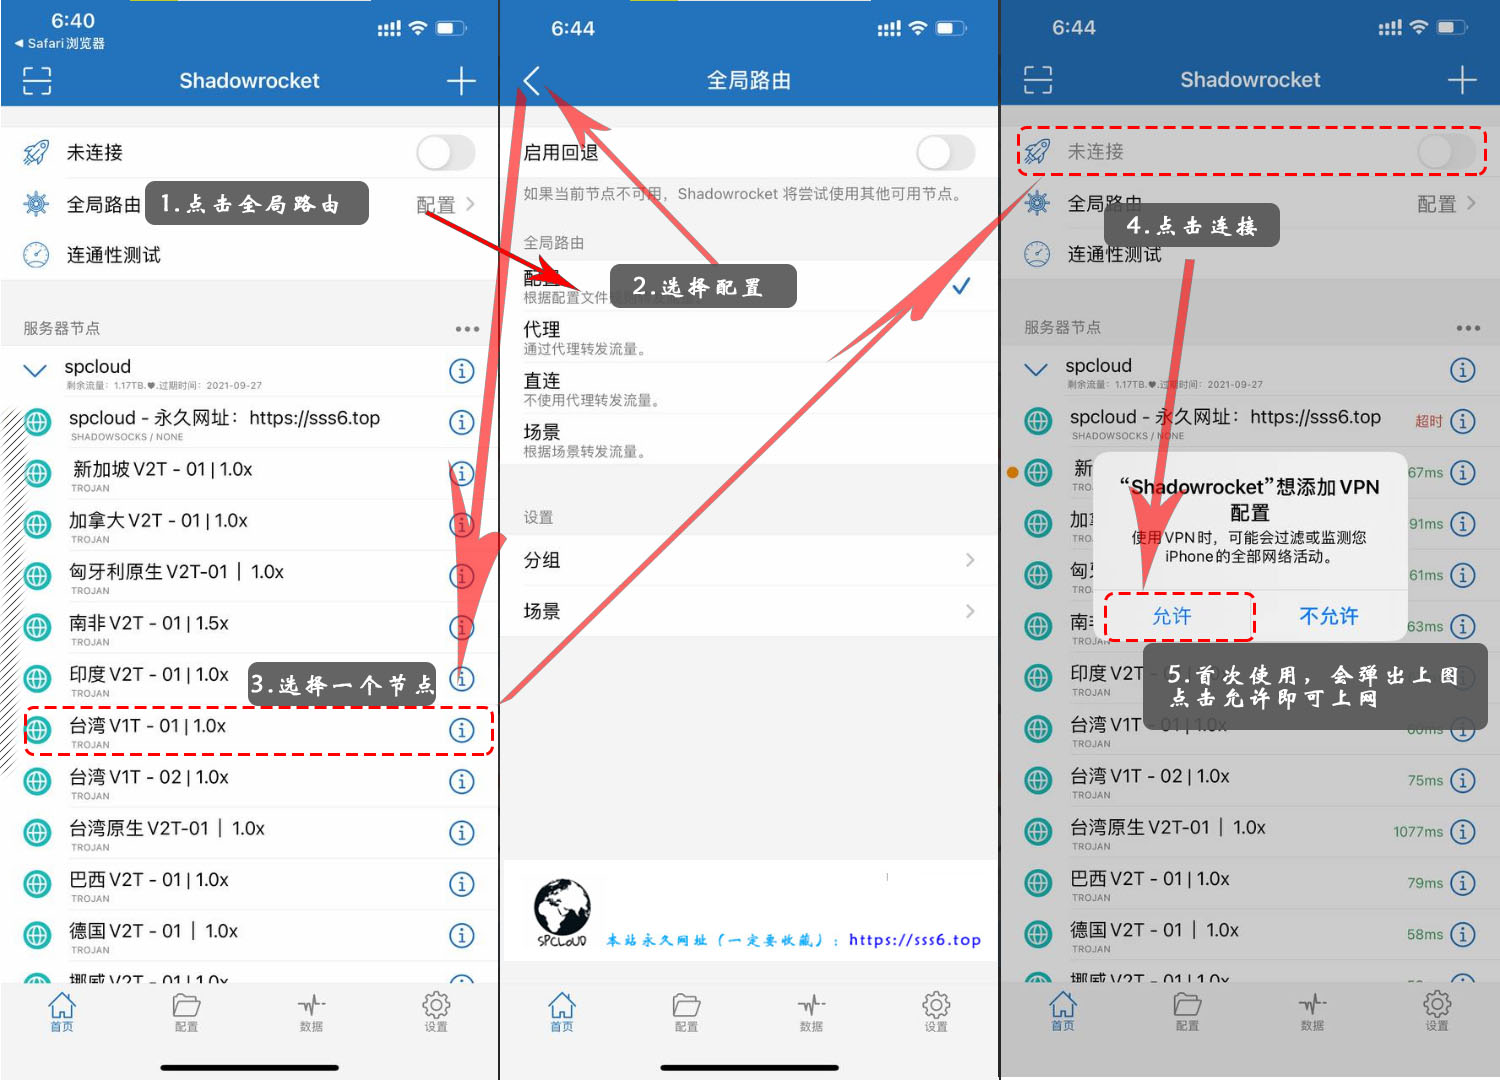 6:40
◀ Safari浏览器
Shadowrocket
未连接
全局路由
1.点击全局路由
配置
连通性测试
服务器节点
spcloud
剩余流量：1.17TB.♥.过期时间：2021-09-27
spcloud - 永久网址：https://sss6.top
SHADOWSOCKS / NONE
新加坡 V2T - 01 | 1.0x
TROJAN
加拿大 V2T - 01 | 1.0x
TROJAN
匈牙利原生 V2T-01 | 1.0x
TROJAN
南非 V2T - 01 | 1.5x
TROJAN
印度 V2T - 01 | 1.0x
TROJAN
3.选择一个节点
台湾 V1T - 01 | 1.0x
TROJAN
台湾 V1T - 02 | 1.0x
TROJAN
台湾原生 V2T-01 | 1.0x
TROJAN
巴西 V2T - 01 | 1.0x
TROJAN
德国 V2T - 01 | 1.0x
TROJAN
挪威 V2T - 01 | 1.0x
首页
配置
数据
设置
6:44
全局路由
启用回退
如果当前节点不可用，Shadowrocket 将尝试使用其他可用节点。
全局路由
配置
2.选择配置
根据配置文件
代理
通过代理转发流量。
直连
不使用代理转发流量。
场景
根据场景转发流量。
设置
分组
场景
SPCLOUD
本站永久网址（一定要收藏）：https://sss6.top
首页
配置
数据
设置
6:44
Shadowrocket
未连接
全局路由
配置
4.点击连接
连通性测试
服务器节点
spcloud
剩余流量：1.17TB.♥.过期时间：2021-09-27
spcloud - 永久网址：https://sss6.top
超时
SHADOWSOCKS / NONE
新
67ms
TRO
“Shadowrocket”想添加 VPN
配置
加
91ms
TRO
使用 VPN 时，可能会过滤或监测您
iPhone 的全部网络活动。
匈
61ms
TRO
允许
不允许
南非
63ms
TROJAN
印度 V2T - 0
TROJAN
5.首次使用，会弹出上图
点击允许即可上网
台湾 V1T - 01 | 1.0x
TROJAN
台湾 V1T - 02 | 1.0x
75ms
TROJAN
台湾原生 V2T-01 | 1.0x
1077ms
TROJAN
巴西 V2T - 01 | 1.0x
79ms
TROJAN
德国 V2T - 01 | 1.0x
58ms
TROJAN
挪威 V2T - 01 | 1.0x
首页
配置
数据
设置